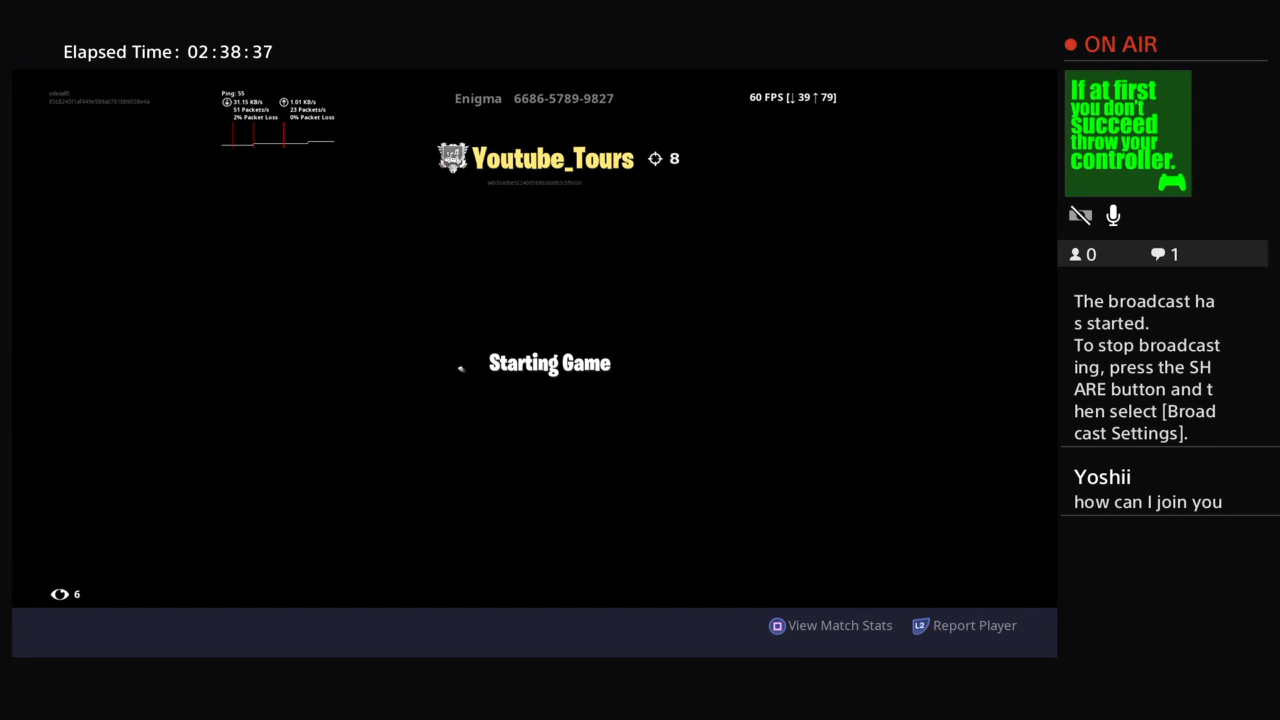 Elapsed Time: 02:38:37
ON AIR
Ping: 55
31.15 KB/s 1.01 KB/s
51 Packets/s 23 Packets/s
2% Packet Loss 0% Packet Loss
Enigma 6686-5789-9827
60 FPS [↓ 39 ↑ 79]
Youtube_Tours 8
If at first
you don't
succeed
throw your
controller.
0 1
The broadcast ha
s started.
To stop broadcast
ing, press the SH
ARE button and t
hen select [Broad
cast Settings].
Starting Game
Yoshii
how can I join you
6
View Match Stats L2 Report Player